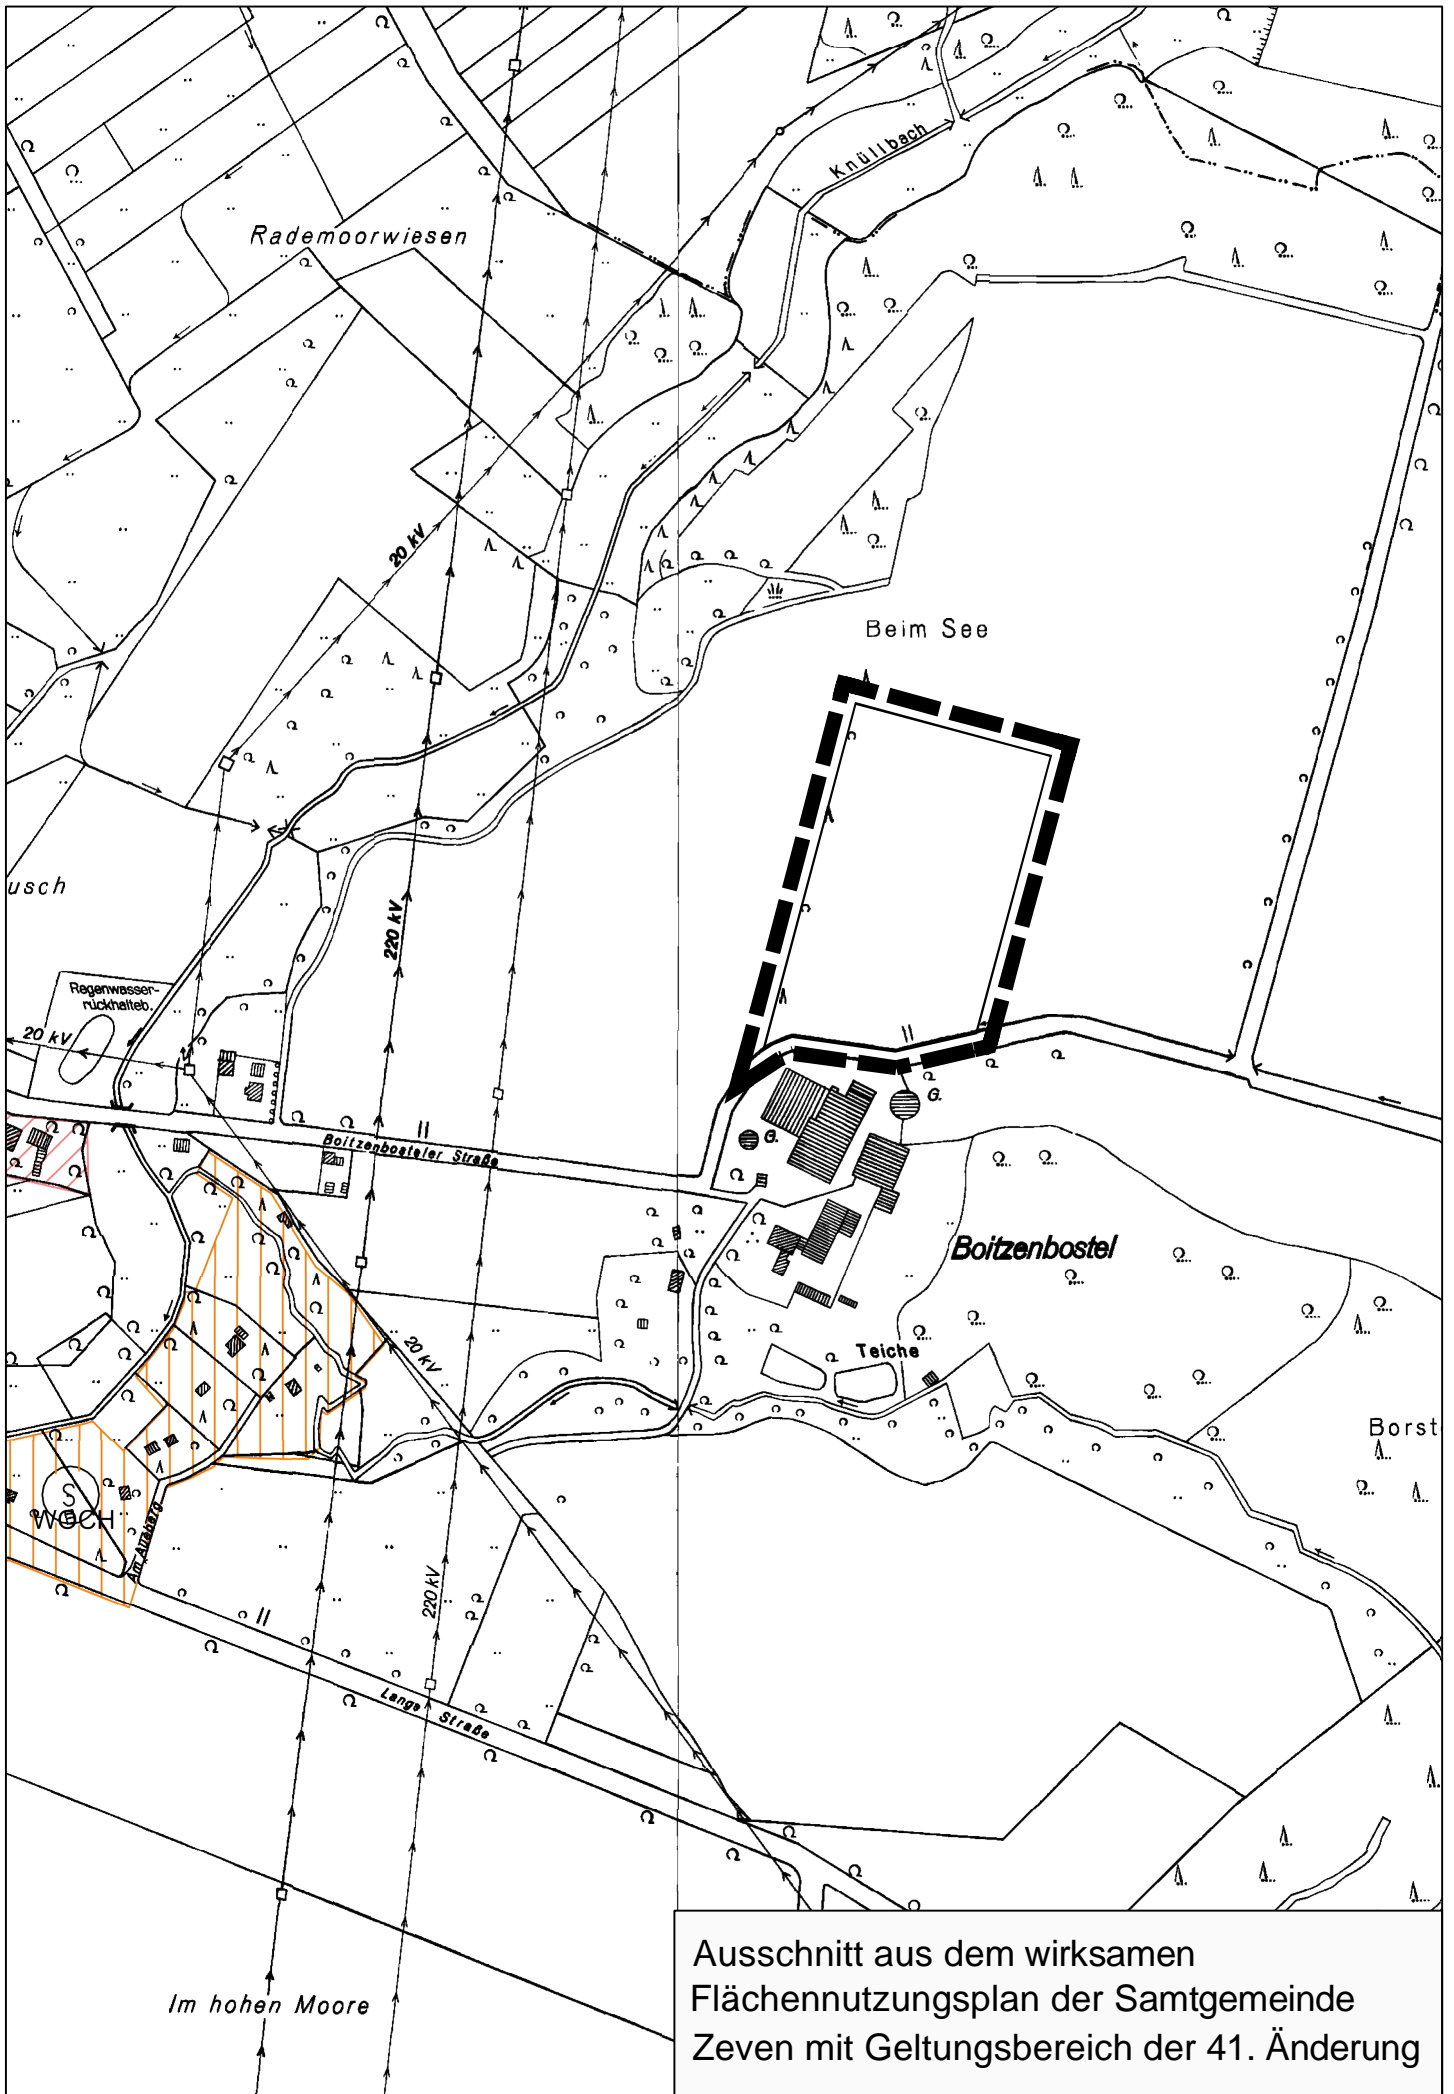 Knüllbach
Rademoorwiesen
20 kV
Beim See
usch
220 kV
Regenwasser-
rückhalteb.
20 kV
G.
G.
Boitzenbosteler Straße
Boitzenbostel
20 kV
Teiche
Borst
S
WOCH
Am Aueberg
220 kV
Lange Straße
Im hohen Moore
Ausschnitt aus dem wirksamen
Flächennutzungsplan der Samtgemeinde
Zeven mit Geltungsbereich der 41. Änderung